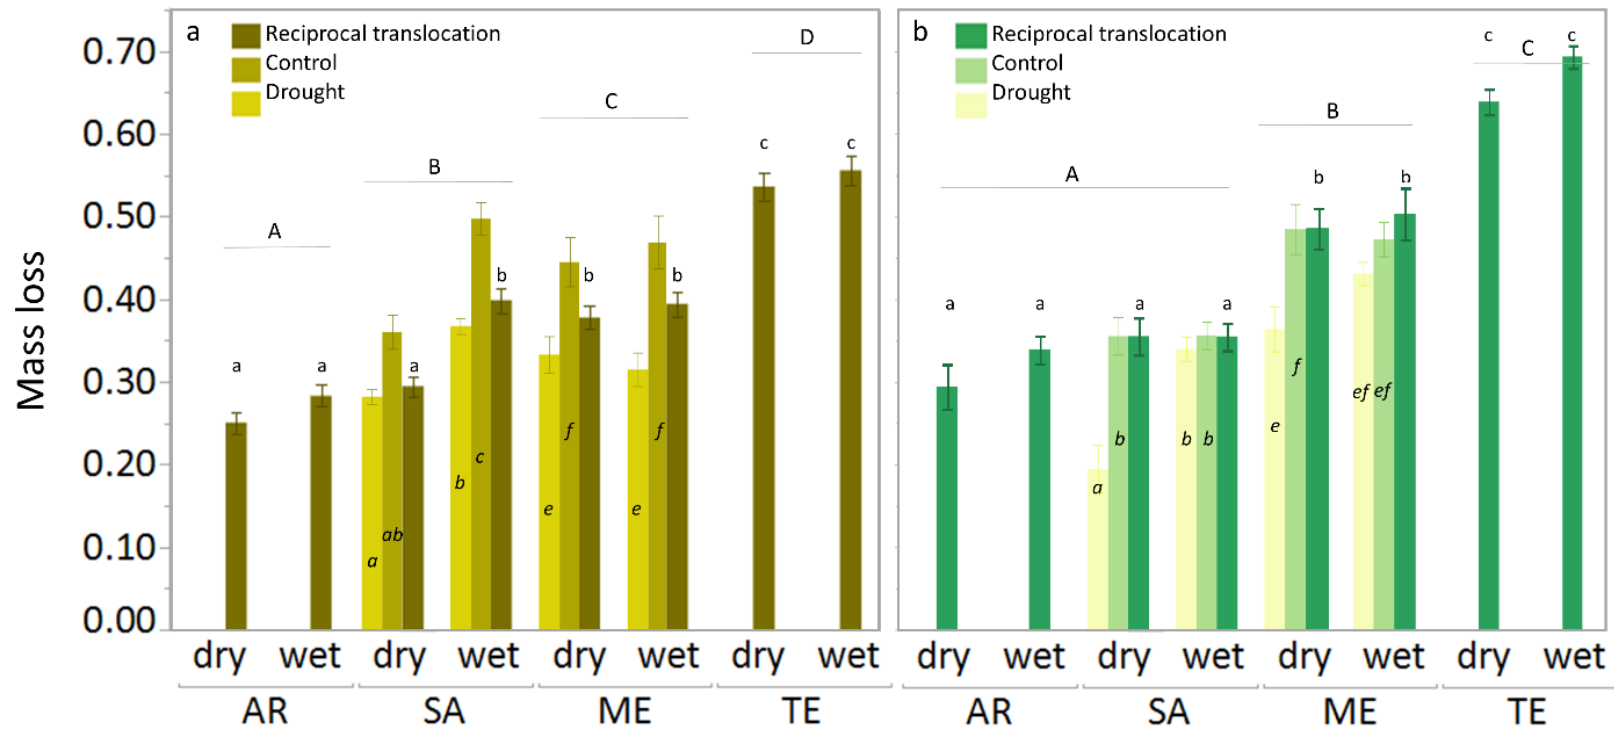 a
Reciprocal translocation
Control
Drought
b
Reciprocal translocation
Control
Drought
Mass loss
0.70
0.60
0.50
0.40
0.30
0.20
0.10
0.00
A
B
C
D
a
a
a
b
b
b
c
c
a
ab
b
c
e
f
e
f
A
B
C
a
a
a
a
b
b
c
c
a
b
b
b
e
f
ef
ef
dry wet dry wet dry wet dry wet
AR SA ME TE
dry wet dry wet dry wet dry wet
AR SA ME TE